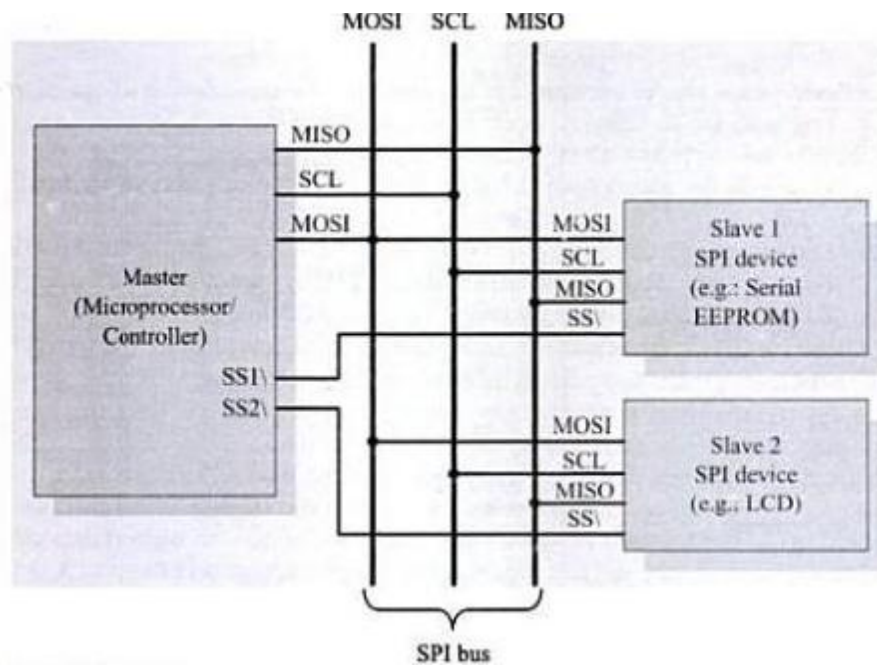 MOSI SCL MISO
MISO
SCL
MOSI
Master
(Microprocessor/
Controller)
SS1\
SS2\
MOSI
SCL
MISO
SS\
Slave 1
SPI device
(e.g.: Serial
EEPROM)
MOSI
SCL
MISO
SS\
Slave 2
SPI device
(e.g.: LCD)
SPI bus